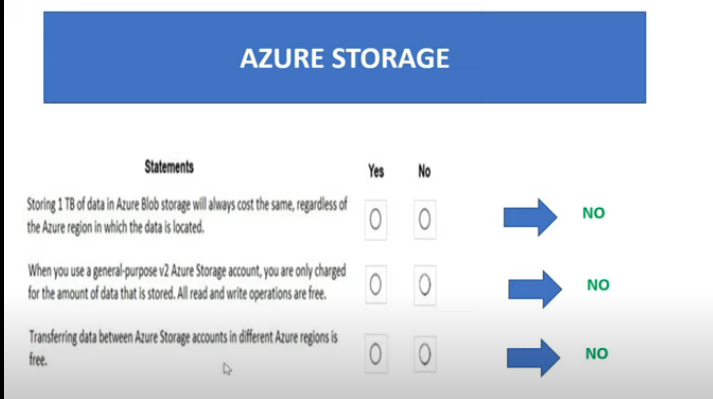 AZURE STORAGE
Statements Yes No
Storing 1 TB of data in Azure Blob storage will always cost the same, regardless of
the Azure region in which the data is located.
NO
When you use a general-purpose v2 Azure Storage account, you are only charged
for the amount of data that is stored. All read and write operations are free.
NO
Transferring data between Azure Storage accounts in different Azure regions is
free.
NO